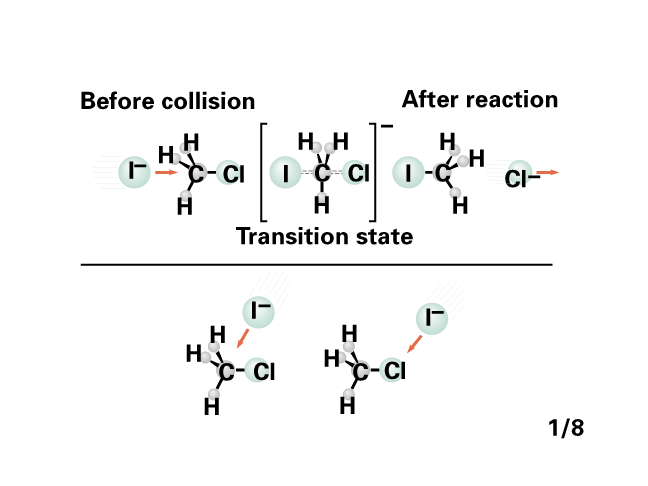 Before collision
After reaction
I−
H
H
H
C
Cl
I
H
H
H
C
Cl
−
I
C
H
H
H
Cl−
Transition state
I−
H
H
C
Cl
H
I−
H
H
C
Cl
H
1/8